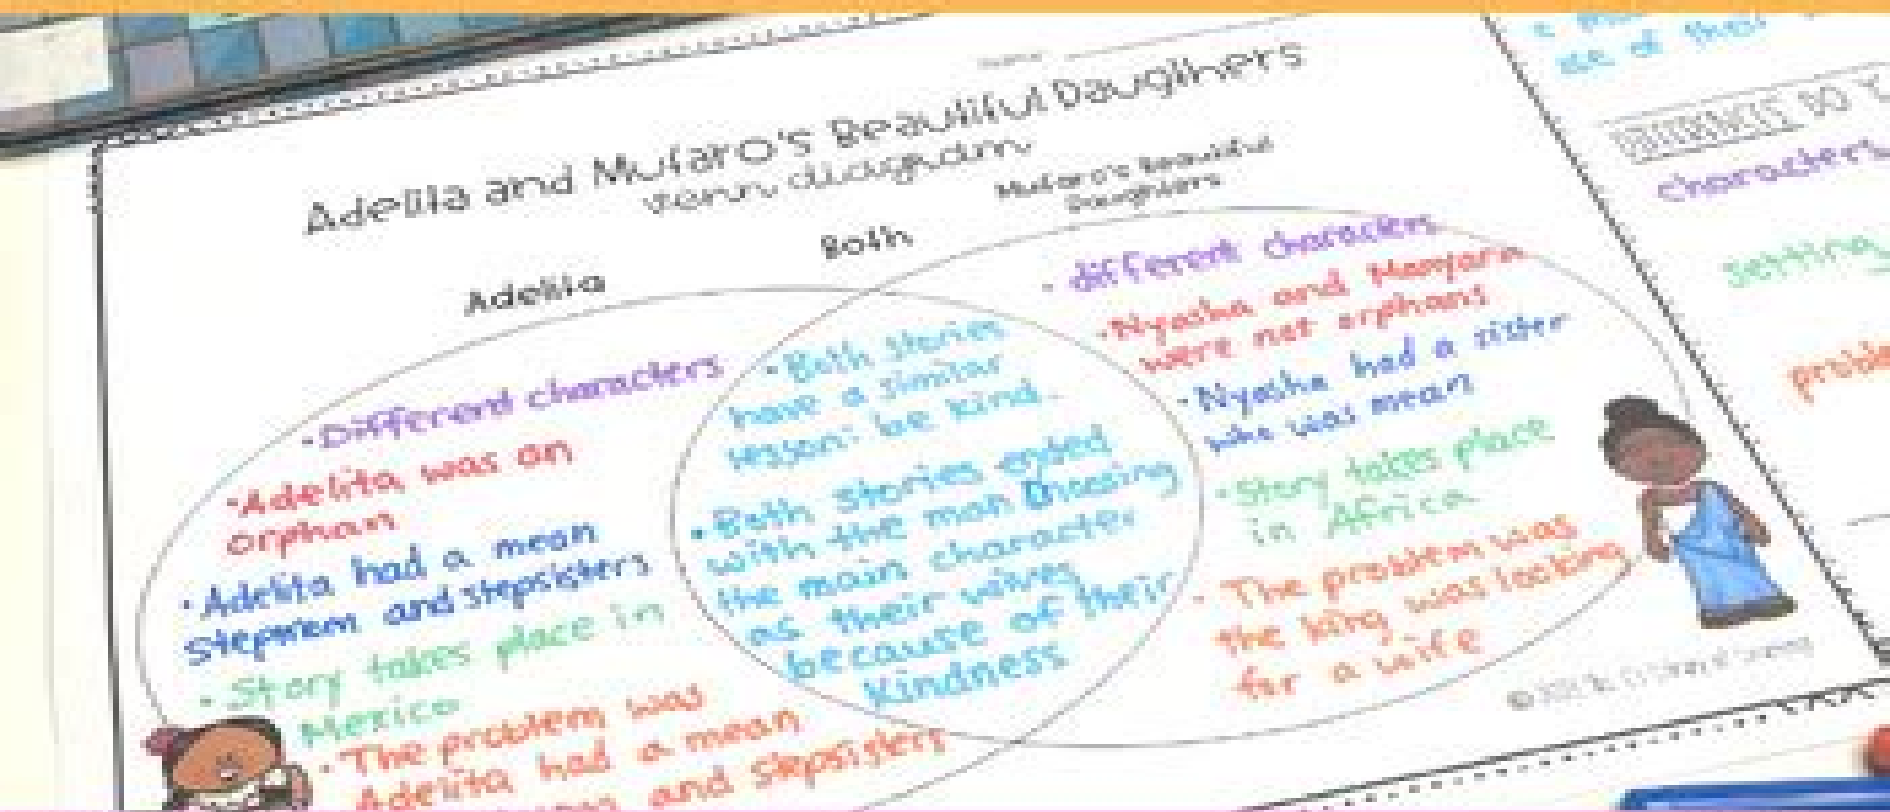 Name
Adelita and Mufaro's Beautiful Daugthers
venn diagram
Mufaro's Beautiful
Daughters
Both
Adelita
•Different characters
•Adelita was an
orphan
•Adelita had a mean
stepmom and stepsisters
•Story takes place in
Mexico
•The problem was
Adelita had a mean
and stepsisters
•Both stories
have a similar
lesson: be kind.
•Both stories ended
with the man choosing
the main character
as their wives
because of their
kindness
•different characters
•Nyasha and Manyara
were not orphans
•Nyasha had a sister
who was mean
•Story takes place
in Africa
•The problem was
the king was looking
for a wife
characters
setting